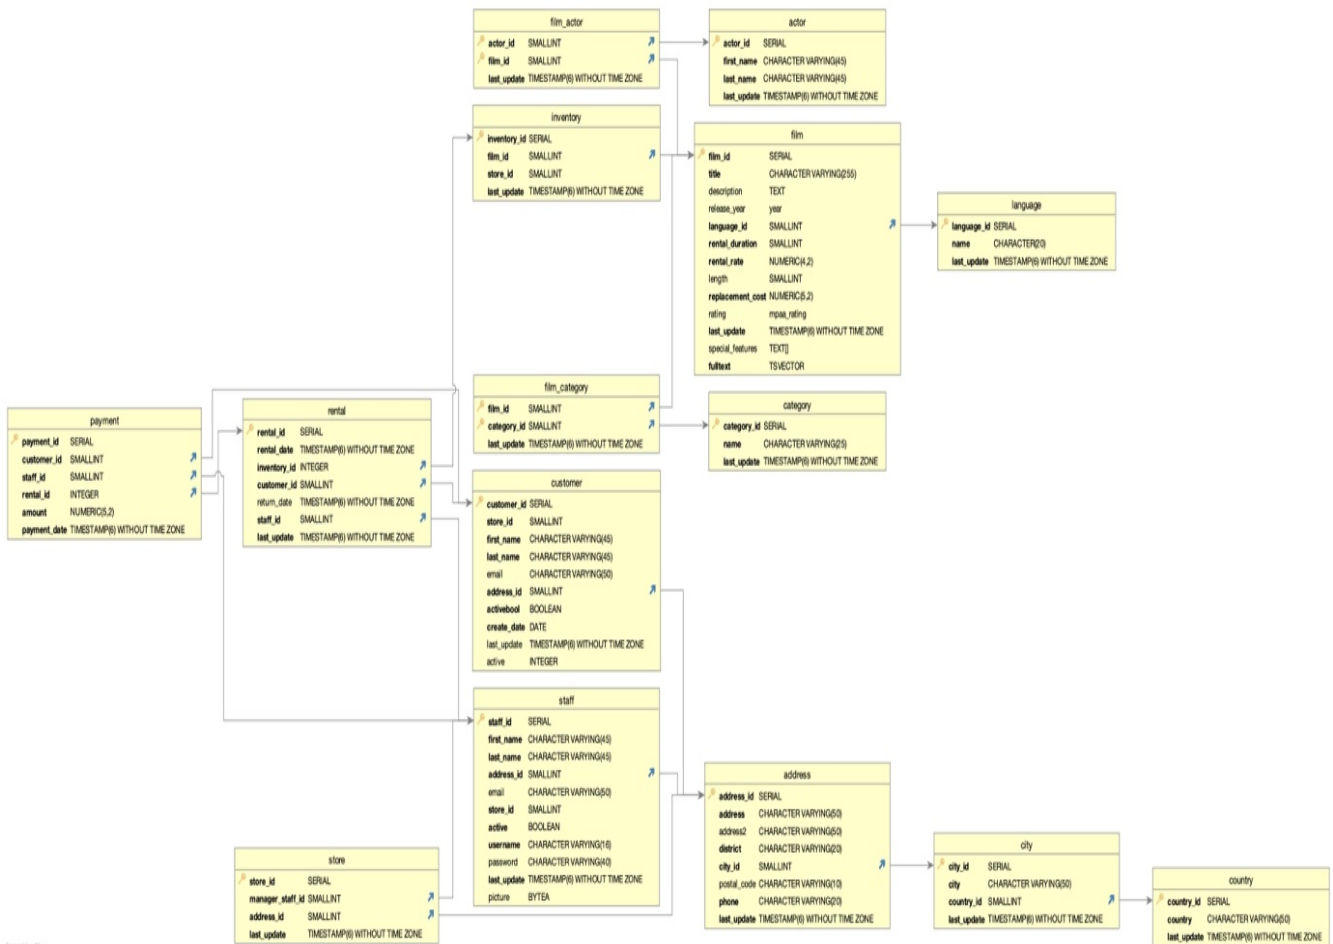 film_actor
actor_id SMALLINT
film_id SMALLINT
last_update TIMESTAMP(6) WITHOUT TIME ZONE
actor
actor_id SERIAL
first_name CHARACTER VARYING(45)
last_name CHARACTER VARYING(45)
last_update TIMESTAMP(6) WITHOUT TIME ZONE
inventory
inventory_id SERIAL
film_id SMALLINT
store_id SMALLINT
last_update TIMESTAMP(6) WITHOUT TIME ZONE
film
film_id SERIAL
title CHARACTER VARYING(255)
description TEXT
release_year year
language_id SMALLINT
rental_duration SMALLINT
rental_rate NUMERIC(4,2)
length SMALLINT
replacement_cost NUMERIC(5,2)
rating mpaa_rating
last_update TIMESTAMP(6) WITHOUT TIME ZONE
special_features TEXT[]
fulltext TSVECTOR
language
language_id SERIAL
name CHARACTER(20)
last_update TIMESTAMP(6) WITHOUT TIME ZONE
payment
payment_id SERIAL
customer_id SMALLINT
staff_id SMALLINT
rental_id INTEGER
amount NUMERIC(5,2)
payment_date TIMESTAMP(6) WITHOUT TIME ZONE
rental
rental_id SERIAL
rental_date TIMESTAMP(6) WITHOUT TIME ZONE
inventory_id INTEGER
customer_id SMALLINT
return_date TIMESTAMP(6) WITHOUT TIME ZONE
staff_id SMALLINT
last_update TIMESTAMP(6) WITHOUT TIME ZONE
film_category
film_id SMALLINT
category_id SMALLINT
last_update TIMESTAMP(6) WITHOUT TIME ZONE
category
category_id SERIAL
name CHARACTER VARYING(25)
last_update TIMESTAMP(6) WITHOUT TIME ZONE
customer
customer_id SERIAL
store_id SMALLINT
first_name CHARACTER VARYING(45)
last_name CHARACTER VARYING(45)
email CHARACTER VARYING(50)
address_id SMALLINT
activebool BOOLEAN
create_date DATE
last_update TIMESTAMP(6) WITHOUT TIME ZONE
active INTEGER
staff
staff_id SERIAL
first_name CHARACTER VARYING(45)
last_name CHARACTER VARYING(45)
address_id SMALLINT
email CHARACTER VARYING(50)
store_id SMALLINT
active BOOLEAN
username CHARACTER VARYING(16)
password CHARACTER VARYING(40)
last_update TIMESTAMP(6) WITHOUT TIME ZONE
picture BYTEA
store
store_id SERIAL
manager_staff_id SMALLINT
address_id SMALLINT
last_update TIMESTAMP(6) WITHOUT TIME ZONE
address
address_id SERIAL
address CHARACTER VARYING(50)
address2 CHARACTER VARYING(50)
district CHARACTER VARYING(20)
city_id SMALLINT
postal_code CHARACTER VARYING(10)
phone CHARACTER VARYING(20)
last_update TIMESTAMP(6) WITHOUT TIME ZONE
city
city_id SERIAL
city CHARACTER VARYING(50)
country_id SMALLINT
last_update TIMESTAMP(6) WITHOUT TIME ZONE
country
country_id SERIAL
country CHARACTER VARYING(50)
last_update TIMESTAMP(6) WITHOUT TIME ZONE